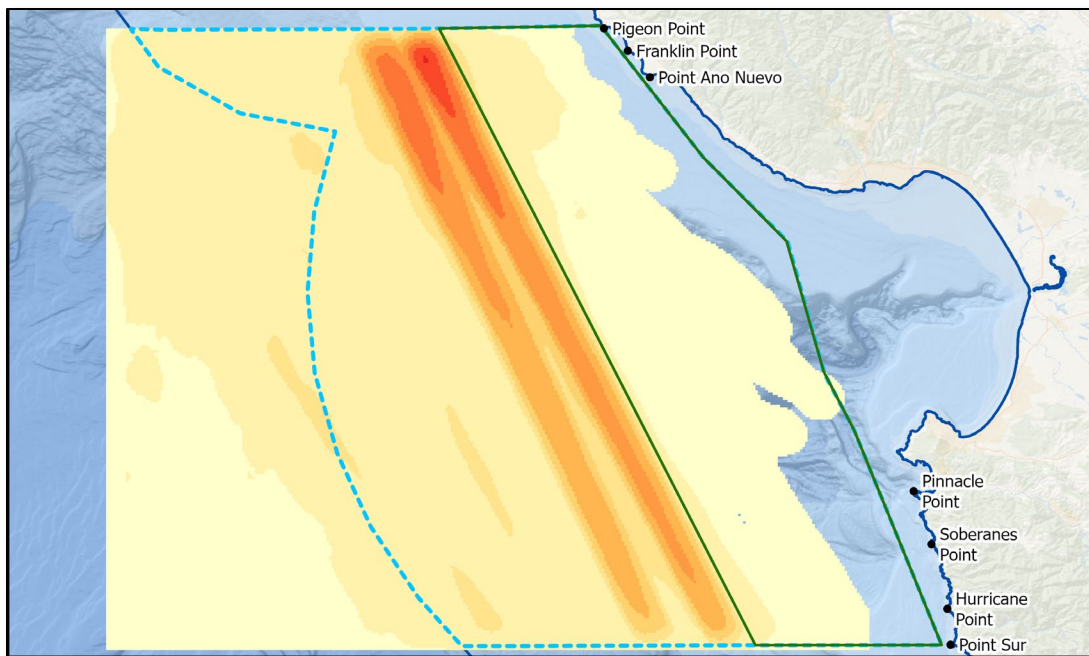 Pigeon Point
Franklin Point
Point Ano Nuevo
Pinnacle
Point
Soberanes
Point
Hurricane
Point
Point Sur